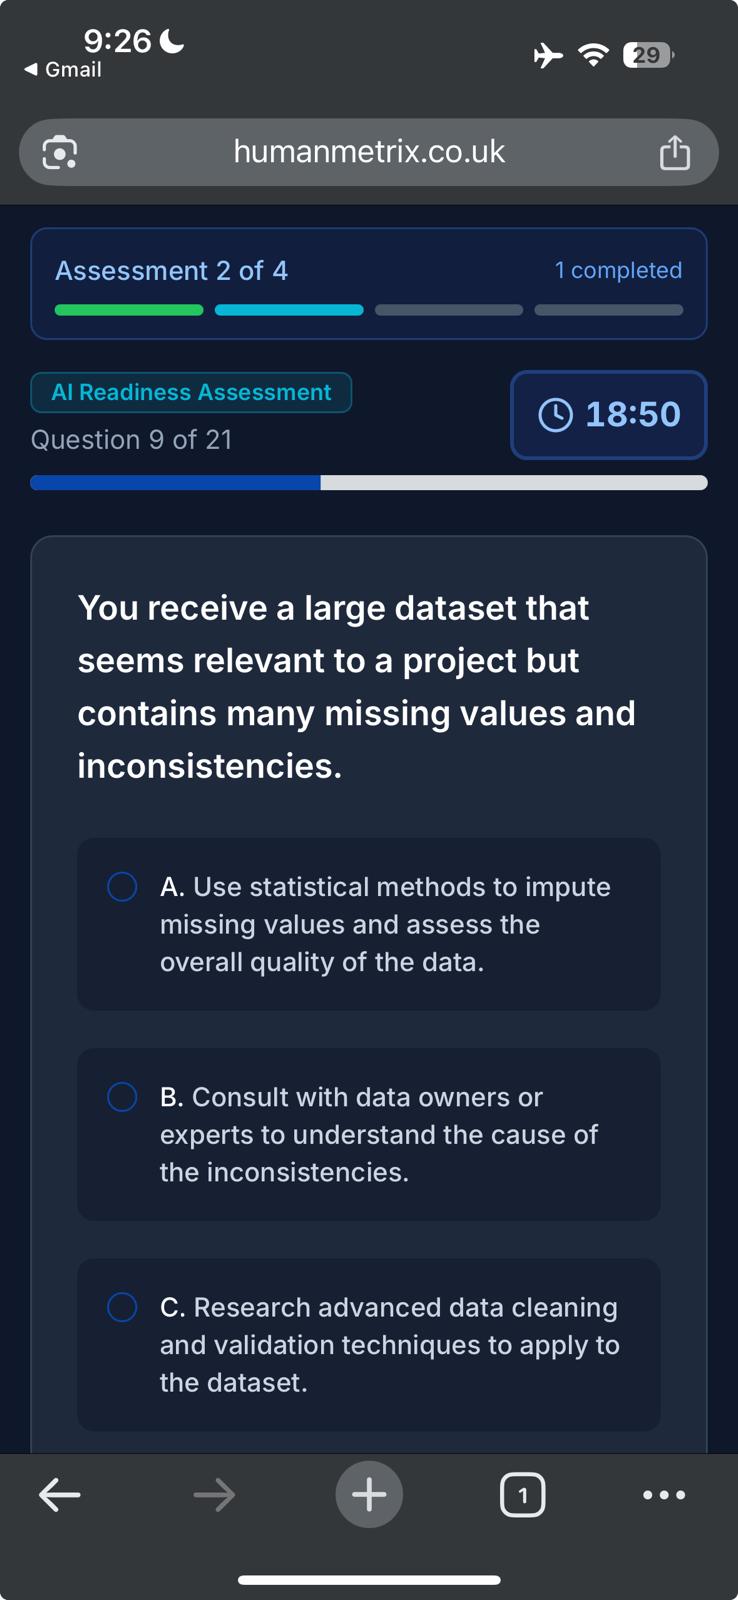 9:26
◀ Gmail
29
humanmetrix.co.uk
Assessment 2 of 4
1 completed
AI Readiness Assessment
Question 9 of 21
18:50
You receive a large dataset that
seems relevant to a project but
contains many missing values and
inconsistencies.
A. Use statistical methods to impute
missing values and assess the
overall quality of the data.
B. Consult with data owners or
experts to understand the cause of
the inconsistencies.
C. Research advanced data cleaning
and validation techniques to apply to
the dataset.
1